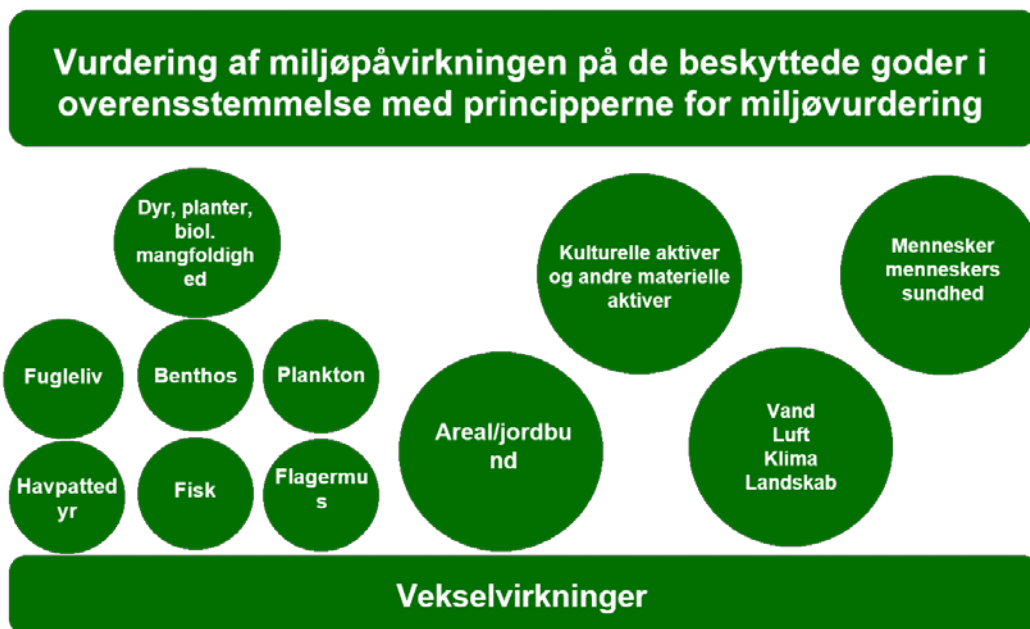 Vurdering af miljøpåvirkningen på de beskyttede goder i
overensstemmelse med principperne for miljøvurdering
Dyr, planter,
biol.
mangfoldigh
ed
Kulturelle aktiver
og andre materielle
aktiver
Mennesker
menneskers
sundhed
Fugleliv
Benthos
Plankton
Areal/jordbu
nd
Vand
Luft
Klima
Landskab
Havpatted
yr
Fisk
Flagermu
s
Vekselvirkninger